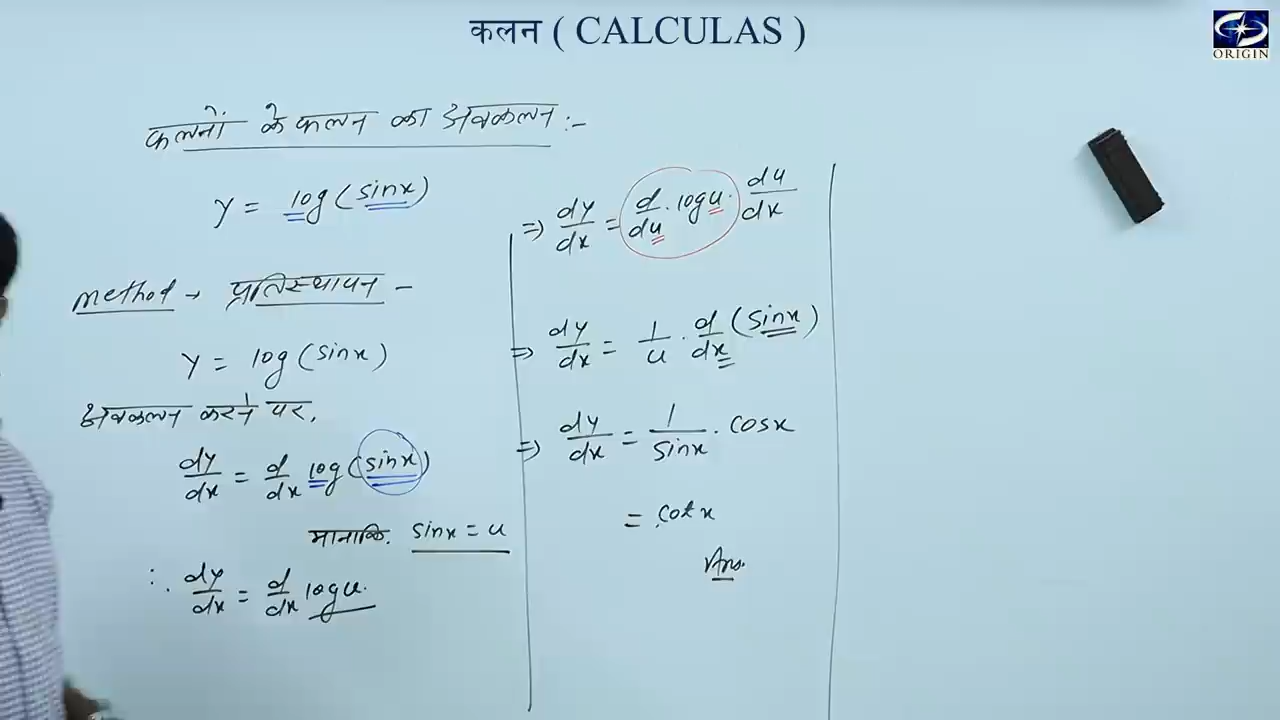 कलन ( CALCULAS )
ORIGIN
फलनों के फलन का अवकलन :-
y = log (sinx)
method → प्रतिस्थापन -
y = log (sinx)
अवकलन करने पर,
dy/dx = d/dx log (sinx)
मानाकि. sinx = u
∴ dy/dx = d/dx logu.
⇒ dy/dx = d/du . logu . du/dx
⇒ dy/dx = 1/u . d/dx (sinx)
⇒ dy/dx = 1/sinx . cosx
= cotx
Ans.